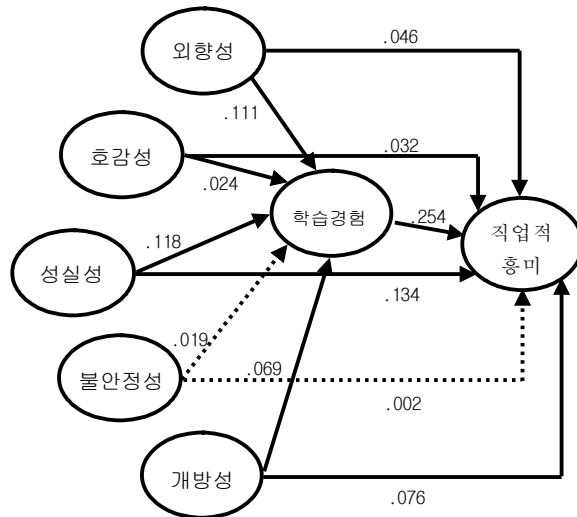 외향성
.046
.111
호감성
.032
.024
학습경험
.254
직업적
흥미
.118
성실성
.134
.019
.069
불안정성
.002
개방성
.076